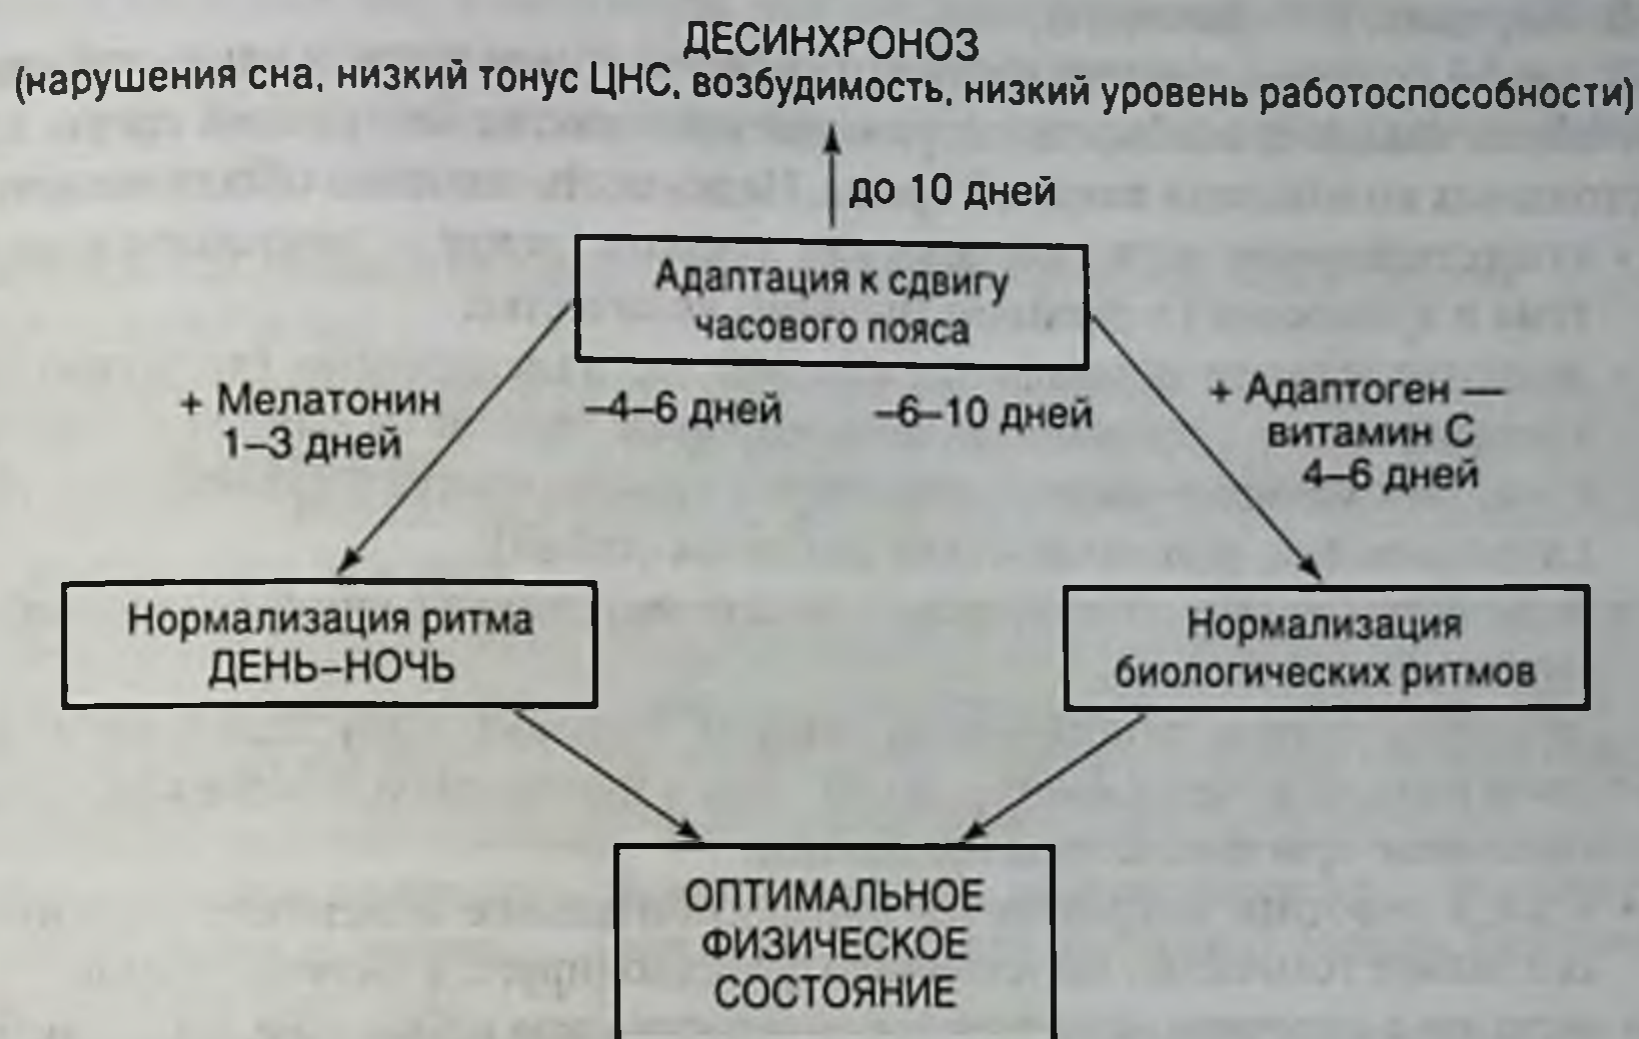 ДЕСИНХРОНОЗ
(нарушения сна, низкий тонус ЦНС, возбудимость, низкий уровень работоспособности)
до 10 дней
Адаптация к сдвигу
часового пояса
+ Мелатонин
1–3 дней
–4–6 дней
–6–10 дней
+ Адаптоген —
витамин С
4–6 дней
Нормализация ритма
ДЕНЬ–НОЧЬ
Нормализация
биологических ритмов
ОПТИМАЛЬНОЕ
ФИЗИЧЕСКОЕ
СОСТОЯНИЕ